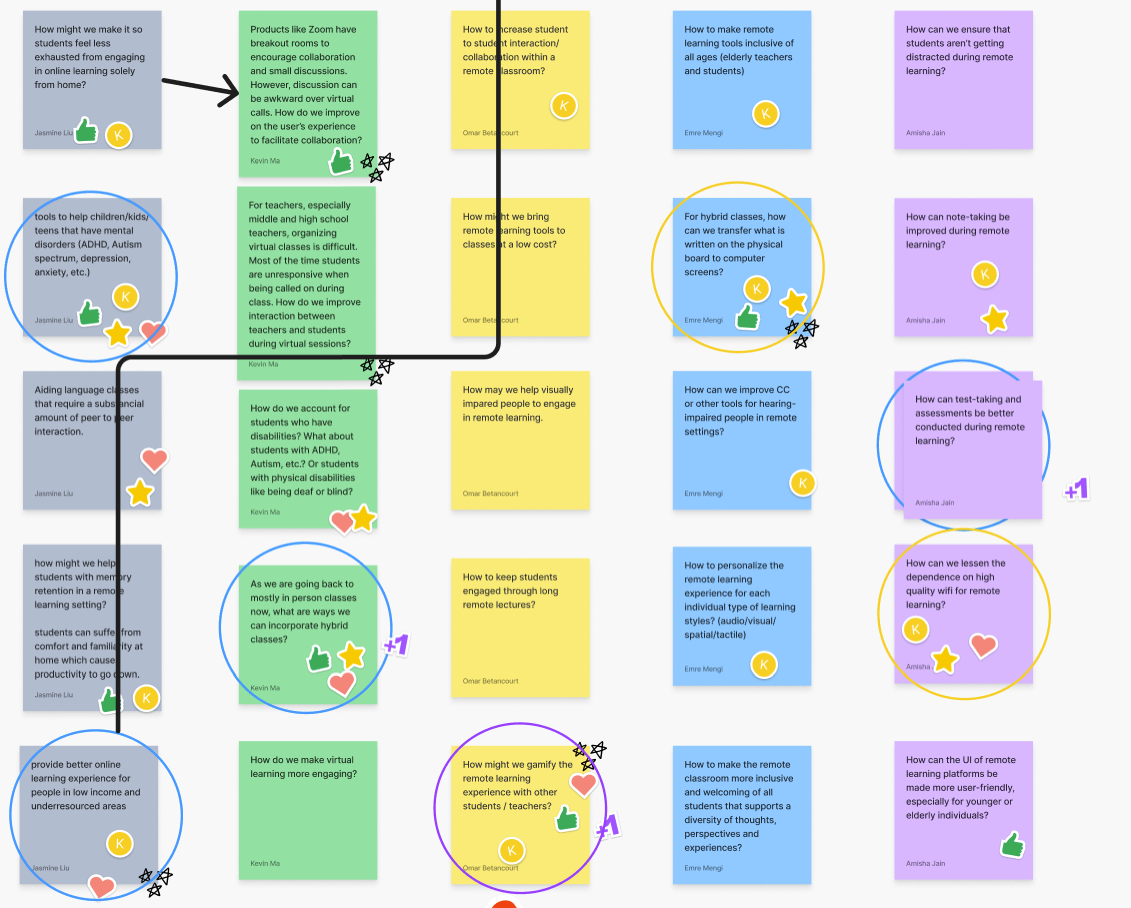 How might we make it so
students feel less
exhausted from engaging
in online learning solely
from home?
Jasmine Liu
K
Products like Zoom have
breakout rooms to
encourage collaboration
and small discussions.
However, discussion can
be awkward over virtual
calls. How do we improve
on the user's experience
to facilitate collaboration?
Kevin Ma
How to increase student
to student interaction/
collaboration within a
remote classroom?
K
Omar Betancourt
How to make remote
learning tools inclusive of
all ages (elderly teachers
and students)
K
Emre Mengi
How can we ensure that
students aren't getting
distracted during remote
learning?
Amisha Jain
tools to help children/kids/
teens that have mental
disorders (ADHD, Autism
spectrum, depression,
anxiety, etc.)
K
Jasmine Liu
For teachers, especially
middle and high school
teachers, organizing
virtual classes is difficult.
Most of the time students
are unresponsive when
being called on during
class. How do we improve
interaction between
teachers and students
during virtual sessions?
Kevin Ma
How might we bring
remote learning tools to
classes at a low cost?
Omar Betancourt
For hybrid classes, how
can we transfer what is
written on the physical
board to computer
screens?
K
Emre Mengi
How can note-taking be
improved during remote
learning?
K
Amisha Jain
Aiding language classes
that require a substancial
amount of peer to peer
interaction.
Jasmine Liu
How do we account for
students who have
disabilities? What about
students with ADHD,
Autism, etc.? Or students
with physical disabilities
like being deaf or blind?
Kevin Ma
How may we help visually
impared people to engage
in remote learning.
Omar Betancourt
How can we improve CC
or other tools for hearing-
impaired people in remote
settings?
K
Emre Mengi
How can test-taking and
assessments be better
conducted during remote
learning?
Amisha Jain
+1
how might we help
students with memory
retention in a remote
learning setting?
students can suffer from
comfort and familiarity at
home which cause
productivity to go down.
Jasmine Liu
K
As we are going back to
mostly in person classes
now, what are ways we
can incorporate hybrid
classes?
Kevin Ma
+1
How to keep students
engaged through long
remote lectures?
Omar Betancourt
How to personalize the
remote learning
experience for each
individual type of learning
styles? (audio/visual/
spatial/tactile)
K
Emre Mengi
How can we lessen the
dependence on high
quality wifi for remote
learning?
K
Amisha
provide better online
learning experience for
people in low income and
underresourced areas
K
Jasmine Liu
How do we make virtual
learning more engaging?
Kevin Ma
How might we gamify the
remote learning
experience with other
students / teachers?
+1
K
Omar Betancourt
How to make the remote
classroom more inclusive
and welcoming of all
students that supports a
diversity of thoughts,
perspectives and
experiences?
Emre Mengi
How can the UI of remote
learning platforms be
made more user-friendly,
especially for younger or
elderly individuals?
Amisha Jain